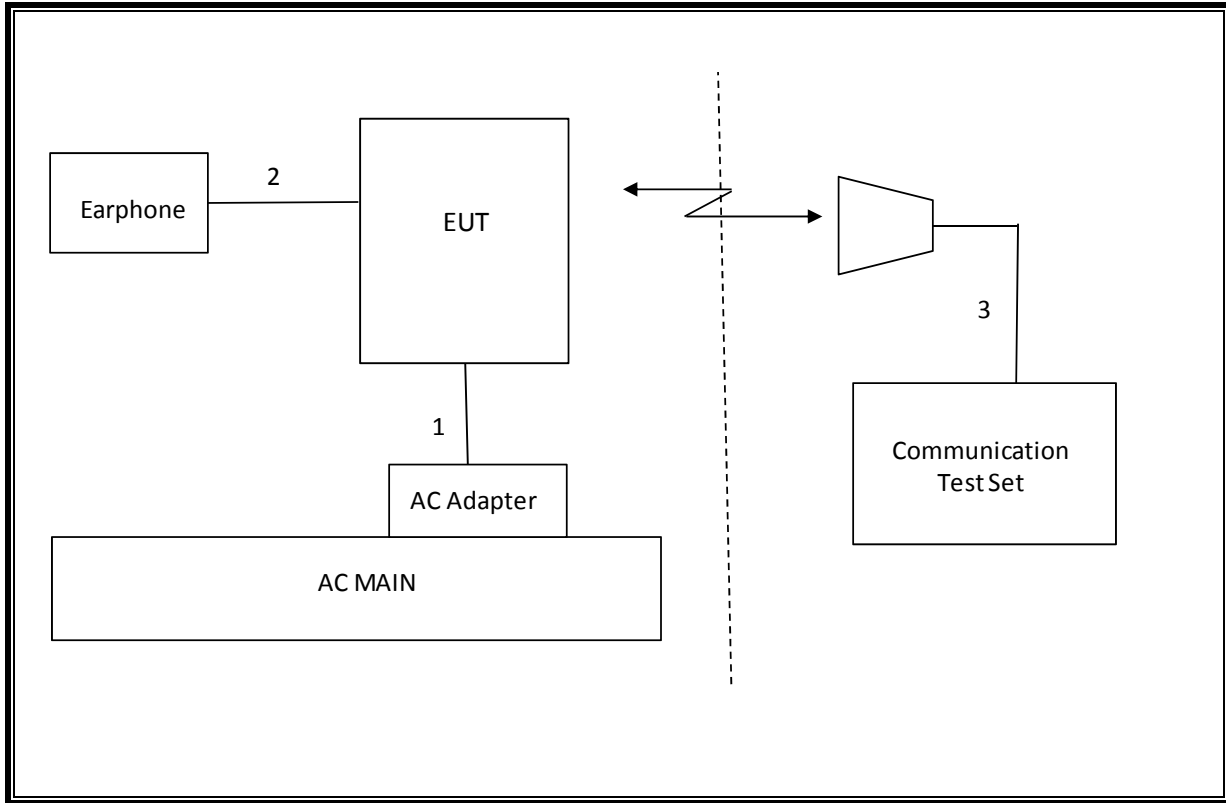 2
Earphone
EUT
3
1
Communication
Test Set
AC Adapter
AC MAIN